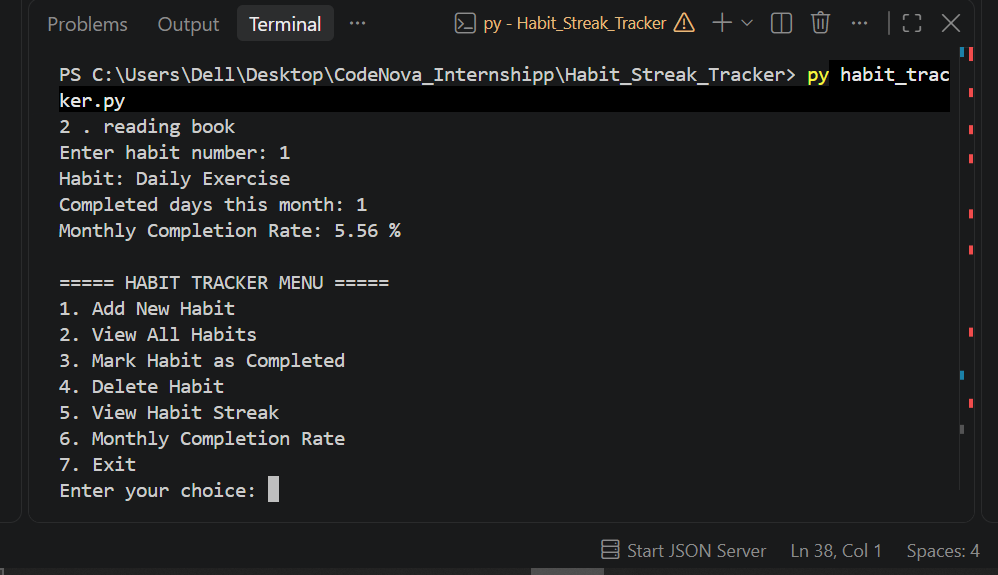 Problems Output Terminal ··· py - Habit_Streak_Tracker
PS C:\Users\Dell\Desktop\CodeNova_Internshipp\Habit_Streak_Tracker> py habit_trac
ker.py
2 . reading book
Enter habit number: 1
Habit: Daily Exercise
Completed days this month: 1
Monthly Completion Rate: 5.56 %
===== HABIT TRACKER MENU =====
1. Add New Habit
2. View All Habits
3. Mark Habit as Completed
4. Delete Habit
5. View Habit Streak
6. Monthly Completion Rate
7. Exit
Enter your choice:
Start JSON Server Ln 38, Col 1 Spaces: 4